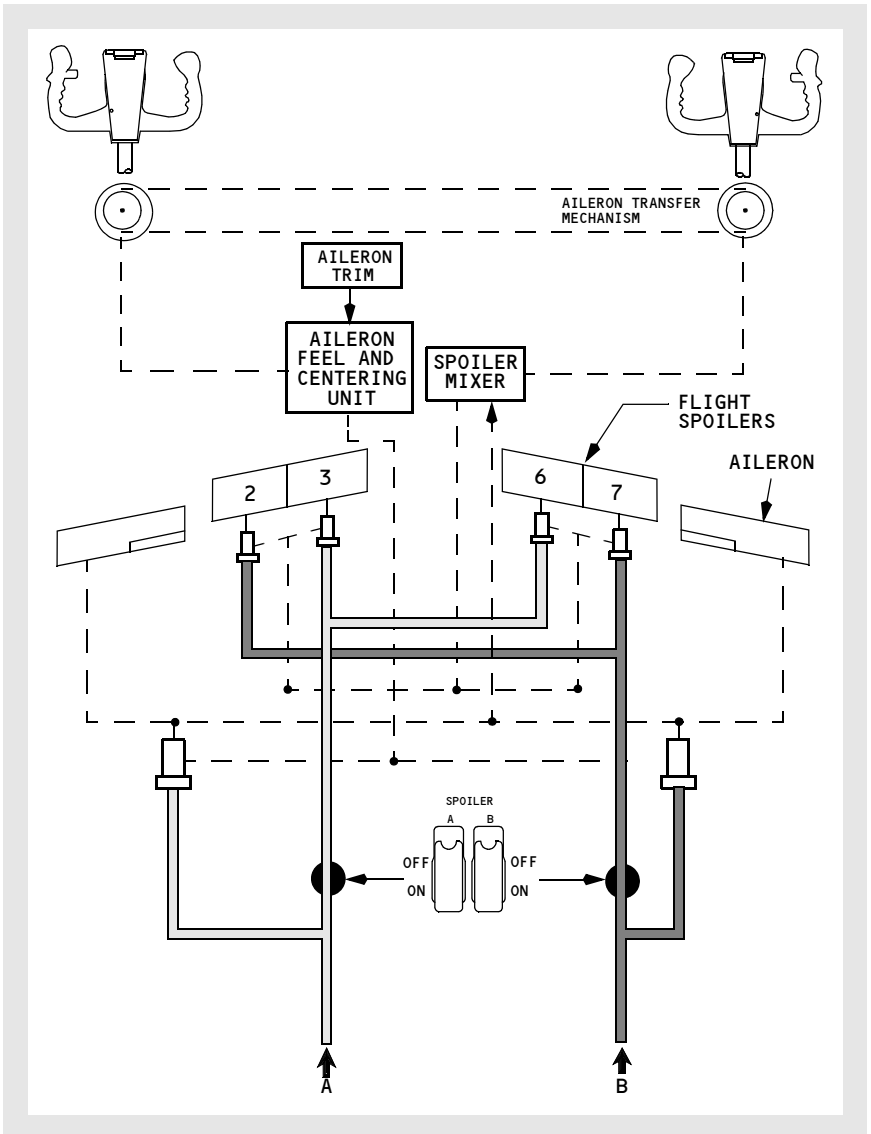 AILERON TRANSFER
MECHANISM
AILERON
TRIM
AILERON
FEEL AND
CENTERING
UNIT
SPOILER
MIXER
FLIGHT
SPOILERS
AILERON
2
3
6
7
SPOILER
A B
OFF OFF
ON ON
A B